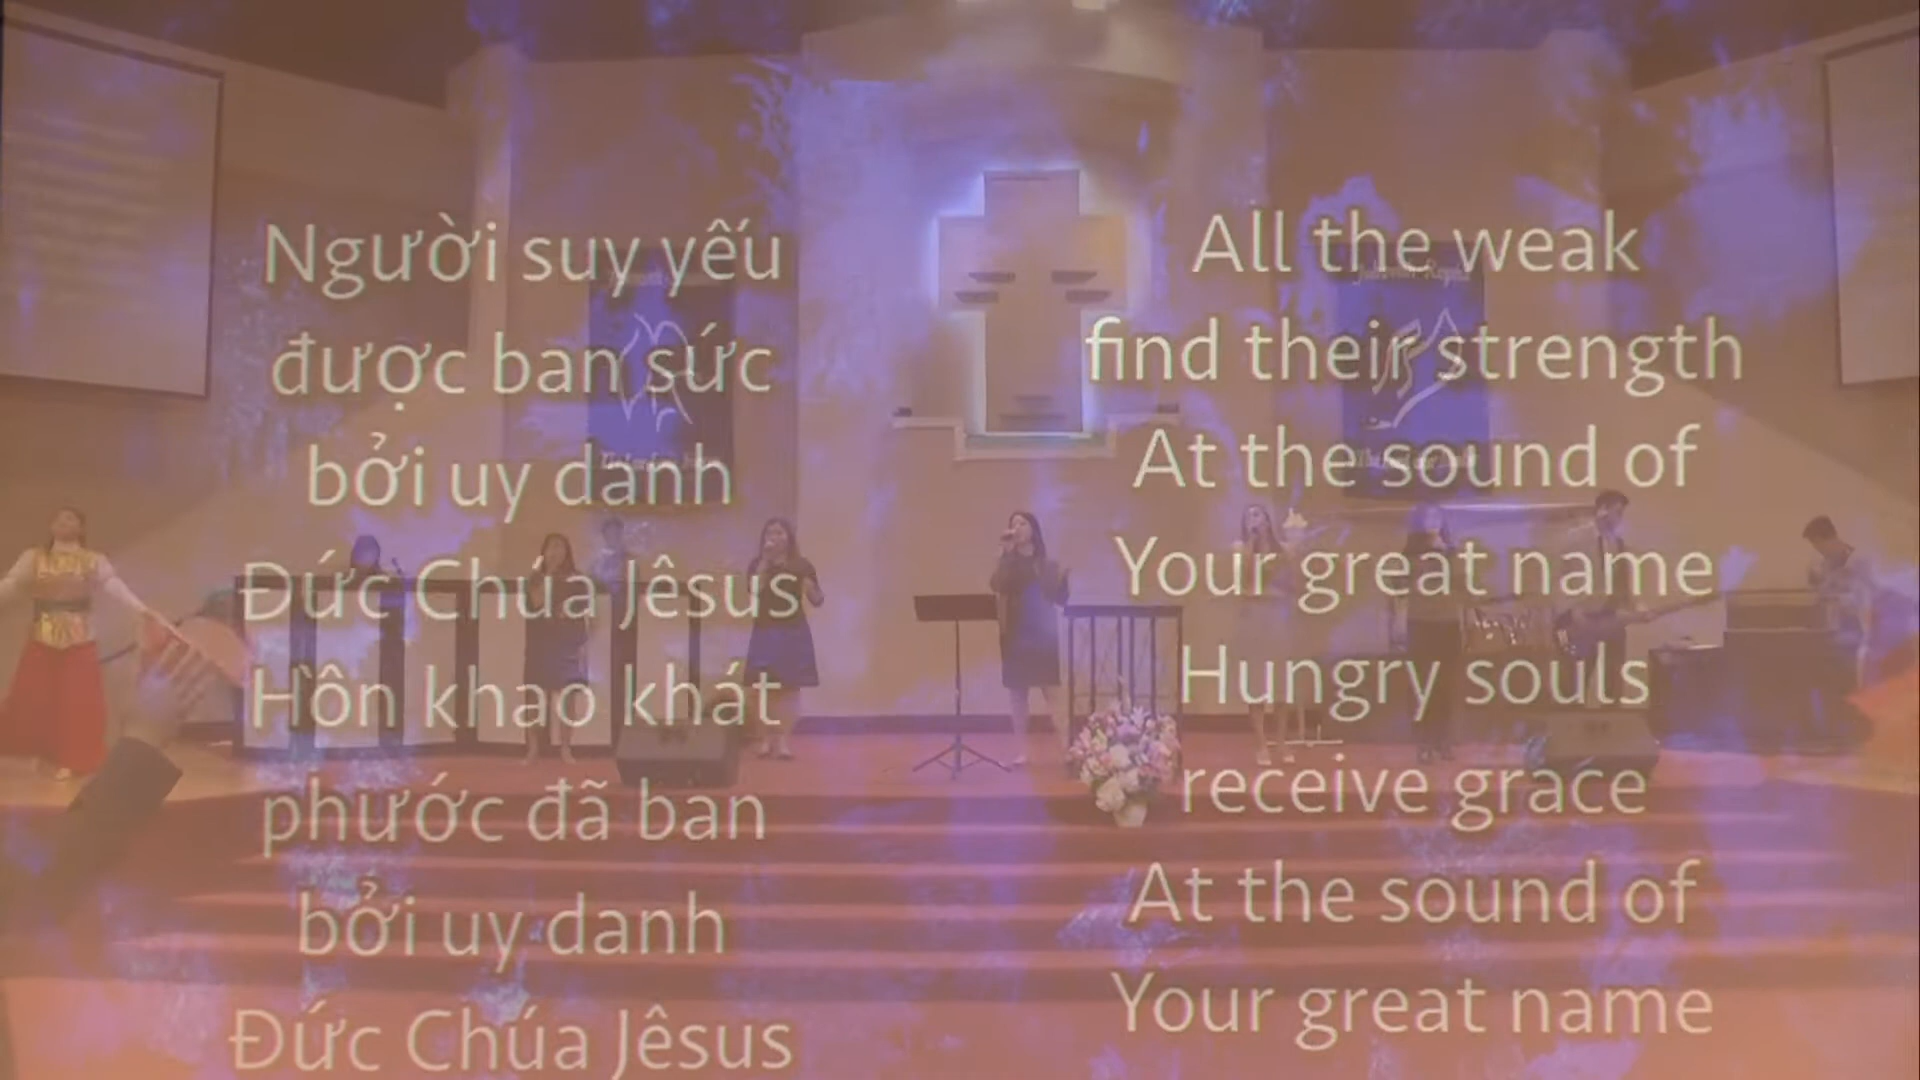 Người suy yếu
được ban sức
bởi uy danh
Đức Chúa Jêsus
Hồn khao khát
phước đã ban
bởi uy danh
Đức Chúa Jêsus
All the weak
find their strength
At the sound of
Your great name
Hungry souls
receive grace
At the sound of
Your great name